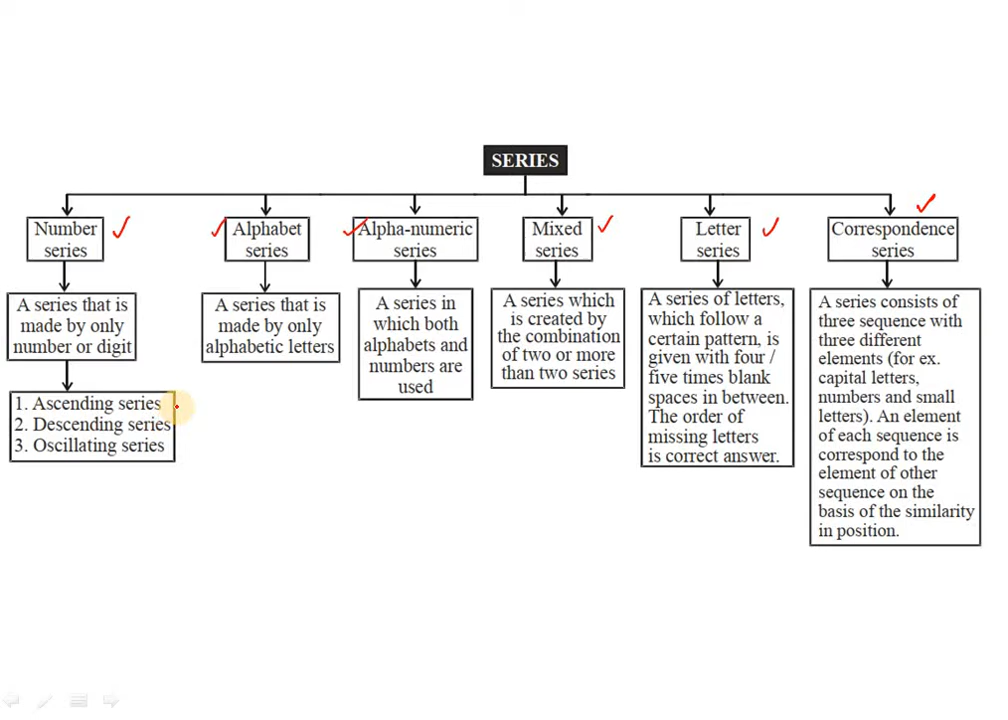 SERIES
Number
series
Alphabet
series
Alpha-numeric
series
Mixed
series
Letter
series
Correspondence
series
A series that is
made by only
number or digit
A series that is
made by only
alphabetic letters
A series in
which both
alphabets and
numbers are
used
A series which
is created by
the combination
of two or more
than two series
A series of letters,
which follow a
certain pattern, is
given with four /
five times blank
spaces in between.
The order of
missing letters
is correct answer.
A series consists of
three sequence with
three different
elements (for ex.
capital letters,
numbers and small
letters). An element
of each sequence is
correspond to the
element of other
sequence on the
basis of the similarity
in position.
1. Ascending series
2. Descending series
3. Oscillating series